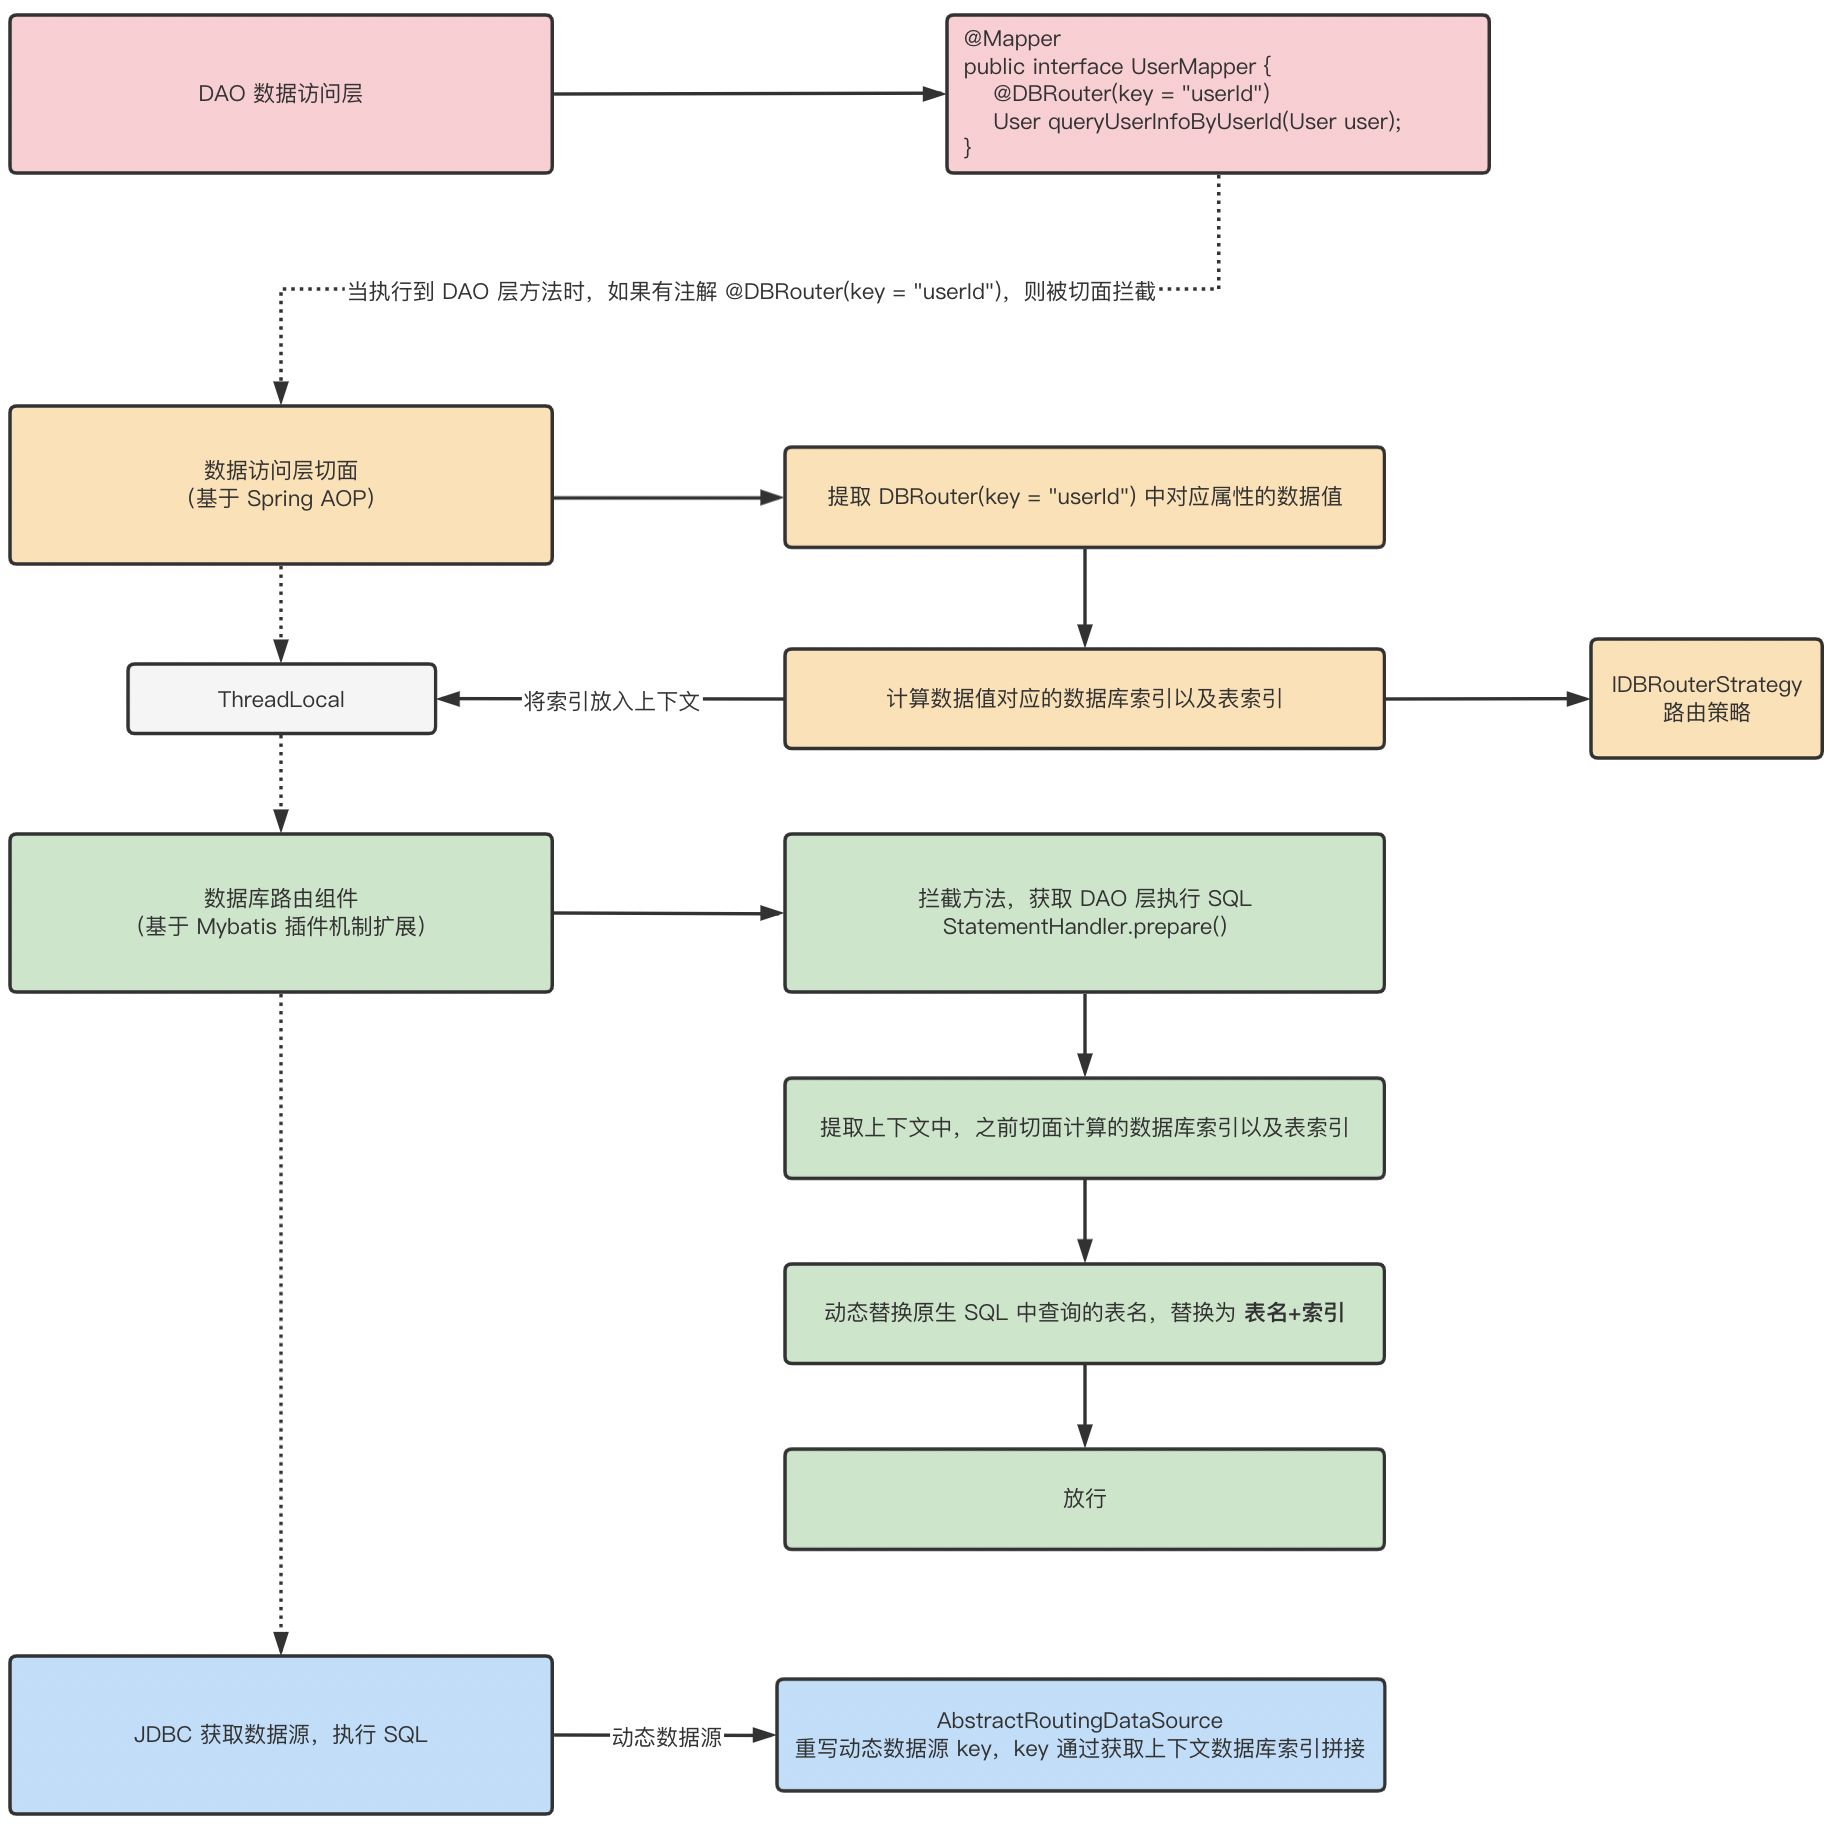 DAO 数据访问层
@Mapper
public interface UserMapper {
@DBRouter(key = "userId")
User queryUserInfoByUserId(User user);
}
当执行到 DAO 层方法时，如果有注解 @DBRouter(key = "userId")，则被切面拦截
数据访问层切面
（基于 Spring AOP）
提取 DBRouter(key = "userId") 中对应属性的数据值
ThreadLocal
将索引放入上下文
计算数据值对应的数据库索引以及表索引
IDBRouterStrategy
路由策略
数据库路由组件
（基于 Mybatis 插件机制扩展）
拦截方法，获取 DAO 层执行 SQL
StatementHandler.prepare()
提取上下文中，之前切面计算的数据库索引以及表索引
动态替换原生 SQL 中查询的表名，替换为 表名+索引
放行
JDBC 获取数据源，执行 SQL
动态数据源
AbstractRoutingDataSource
重写动态数据源 key，key 通过获取上下文数据库索引拼接